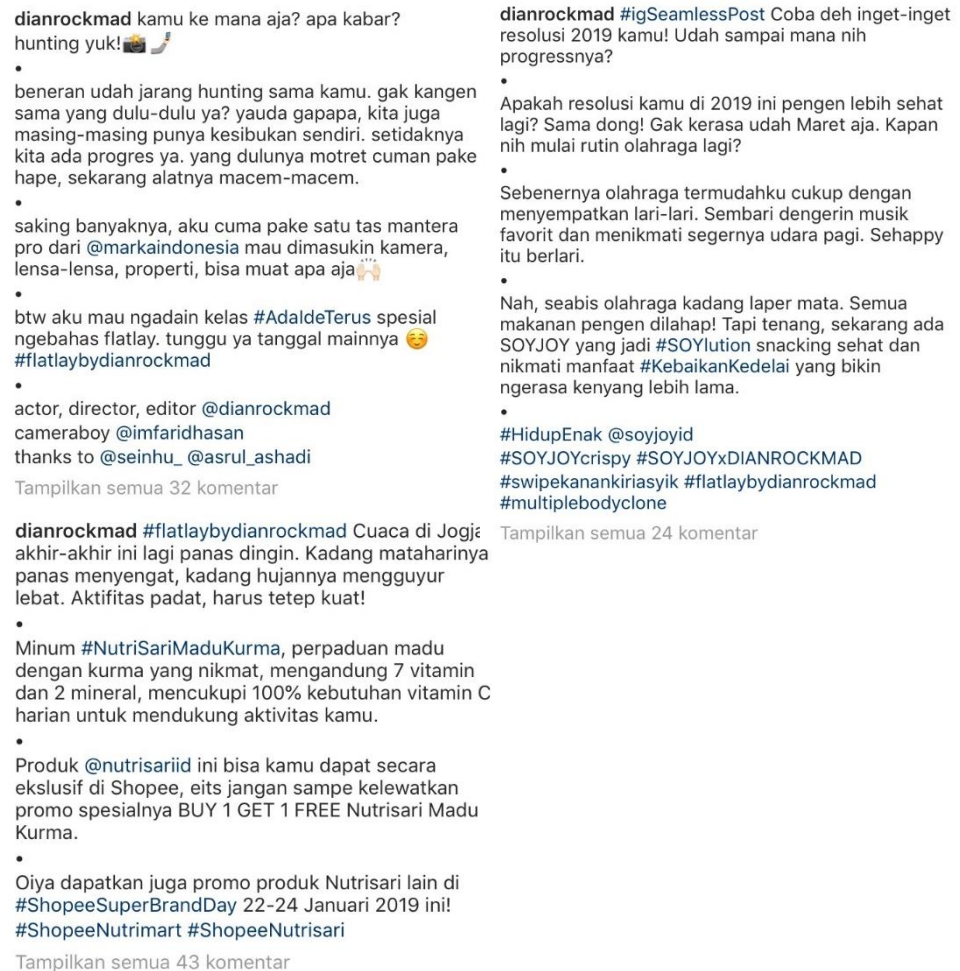 dianrockmad kamu ke mana aja? apa kabar?
hunting yuk!📸🤳🏻
•
beneran udah jarang hunting sama kamu. gak kangen
sama yang dulu-dulu ya? yauda gapapa, kita juga
masing-masing punya kesibukan sendiri. setidaknya
kita ada progres ya. yang dulunya motret cuman pake
hape, sekarang alatnya macem-macem.
•
saking banyaknya, aku cuma pake satu tas mantera
pro dari @markaindonesia mau dimasukin kamera,
lensa-lensa, properti, bisa muat apa aja🙌🏻
•
btw aku mau ngadain kelas #AdaIdeTerus spesial
ngebahas flatlay. tunggu ya tanggal mainnya ☺️
#flatlaybydianrockmad
•
actor, director, editor @dianrockmad
cameraboy @imfaridhasan
thanks to @seinhu_ @asrul_ashadi
Tampilkan semua 32 komentar
dianrockmad #flatlaybydianrockmad Cuaca di Jogja
akhir-akhir ini lagi panas dingin. Kadang mataharinya
panas menyengat, kadang hujannya mengguyur
lebat. Aktifitas padat, harus tetep kuat!
•
Minum #NutriSariMaduKurma, perpaduan madu
dengan kurma yang nikmat, mengandung 7 vitamin
dan 2 mineral, mencukupi 100% kebutuhan vitamin C
harian untuk mendukung aktivitas kamu.
•
Produk @nutrisariid ini bisa kamu dapat secara
ekslusif di Shopee, eits jangan sampe kelewatkan
promo spesialnya BUY 1 GET 1 FREE Nutrisari Madu
Kurma.
•
Oiya dapatkan juga promo produk Nutrisari lain di
#ShopeeSuperBrandDay 22-24 Januari 2019 ini!
#ShopeeNutrimart #ShopeeNutrisari
Tampilkan semua 43 komentar
dianrockmad #igSeamlessPost Coba deh inget-inget
resolusi 2019 kamu! Udah sampai mana nih
progressnya?
•
Apakah resolusi kamu di 2019 ini pengen lebih sehat
lagi? Sama dong! Gak kerasa udah Maret aja. Kapan
nih mulai rutin olahraga lagi?
•
Sebenernya olahraga termudahku cukup dengan
menyempatkan lari-lari. Sembari dengerin musik
favorit dan menikmati segernya udara pagi. Sehappy
itu berlari.
•
Nah, seabis olahraga kadang laper mata. Semua
makanan pengen dilahap! Tapi tenang, sekarang ada
SOYJOY yang jadi #SOYlution snacking sehat dan
nikmati manfaat #KebaikanKedelai yang bikin
ngerasa kenyang lebih lama.
•
#HidupEnak @soyjoyid
#SOYJOYcrispy #SOYJOYxDIANROCKMAD
#swipekanankiriasyik #flatlaybydianrockmad
#multiplebodyclone
Tampilkan semua 24 komentar